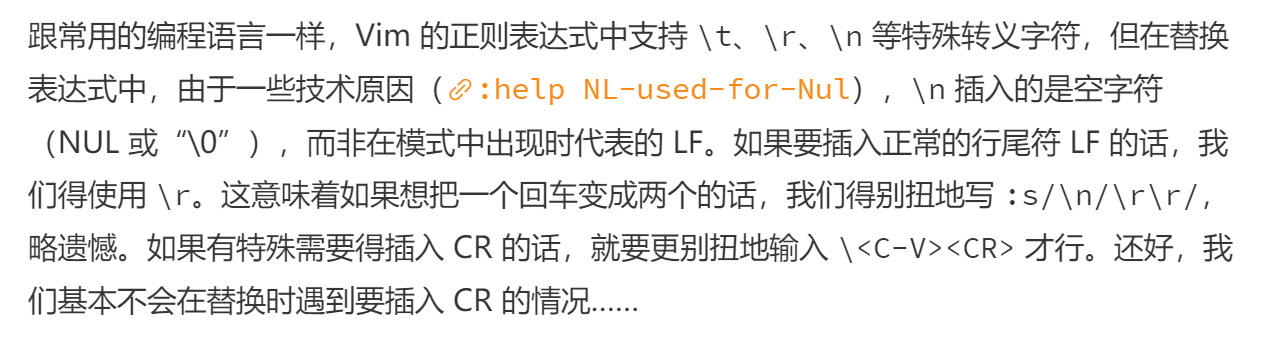 跟常用的编程语言一样，Vim 的正则表达式中支持 \t、\r、\n 等特殊转义字符，但在替换
表达式中，由于一些技术原因（:help NL-used-for-Nul），\n 插入的是空字符
（NUL 或“\0”），而非在模式中出现时代表的 LF。如果要插入正常的行尾符 LF 的话，我
们得使用 \r。这意味着如果想把一个回车变成两个的话，我们得别扭地写 :s/\n/\r\r/，
略遗憾。如果有特殊需要得插入 CR 的话，就要更别扭地输入 \<C-V><CR> 才行。还好，我
们基本不会在替换时遇到要插入 CR 的情况……